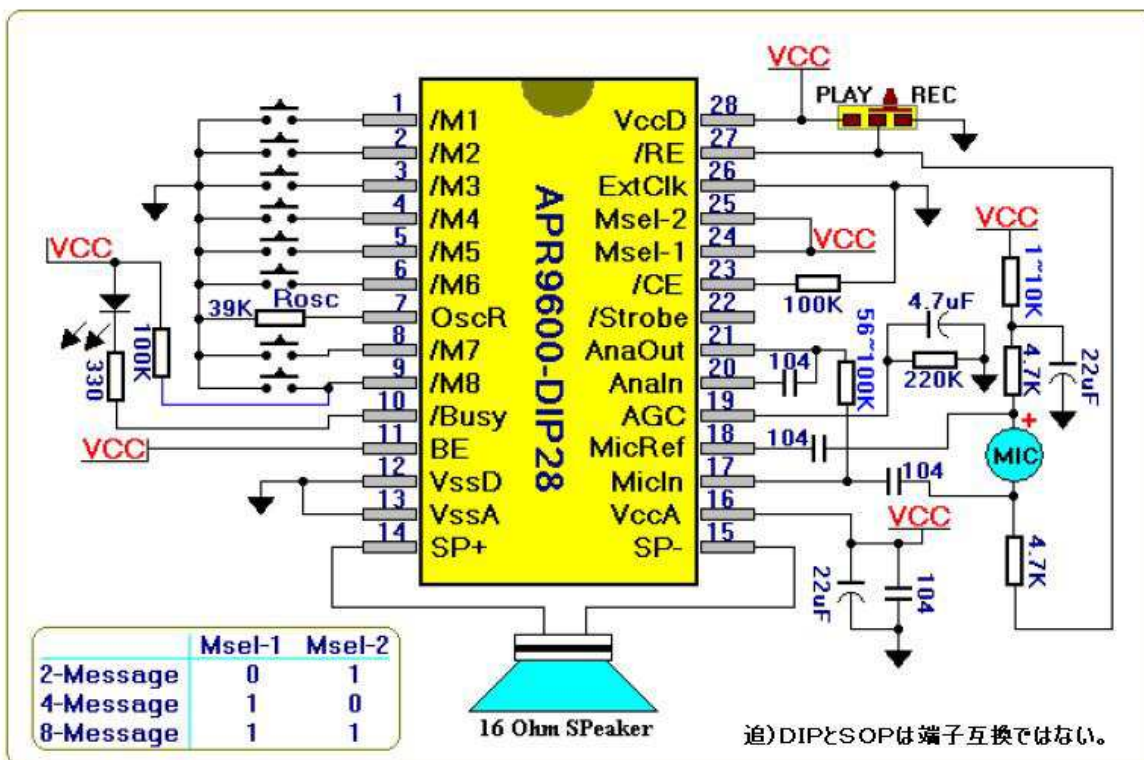 VCC
PLAY REC
1 /M1
2 /M2
3 /M3
4 /M4
5 /M5
6 /M6
7 OscR
8 /M7
9 /M8
10 /Busy
11 BE
12 VssD
13 VssA
14 SP+
APR9600-DIP28
VccD 28
/RE 27
ExtClk 26
Msel-2 25
Msel-1 24
/CE 23
/Strobe 22
AnaOut 21
AnaIn 20
AGC 19
MicRef 18
MicIn 17
VccA 16
SP- 15
39K Rosc
VCC
330
100K
VCC
VCC
100K
56~100K
104
4.7uF
220K
VCC
1~10K
4.7K
22uF
+
MIC
104
104
4.7K
VCC
22uF
104
Msel-1 Msel-2
2-Message 0 1
4-Message 1 0
8-Message 1 1
16 Ohm SPeaker
追)DIPとSOPは端子互換ではない。